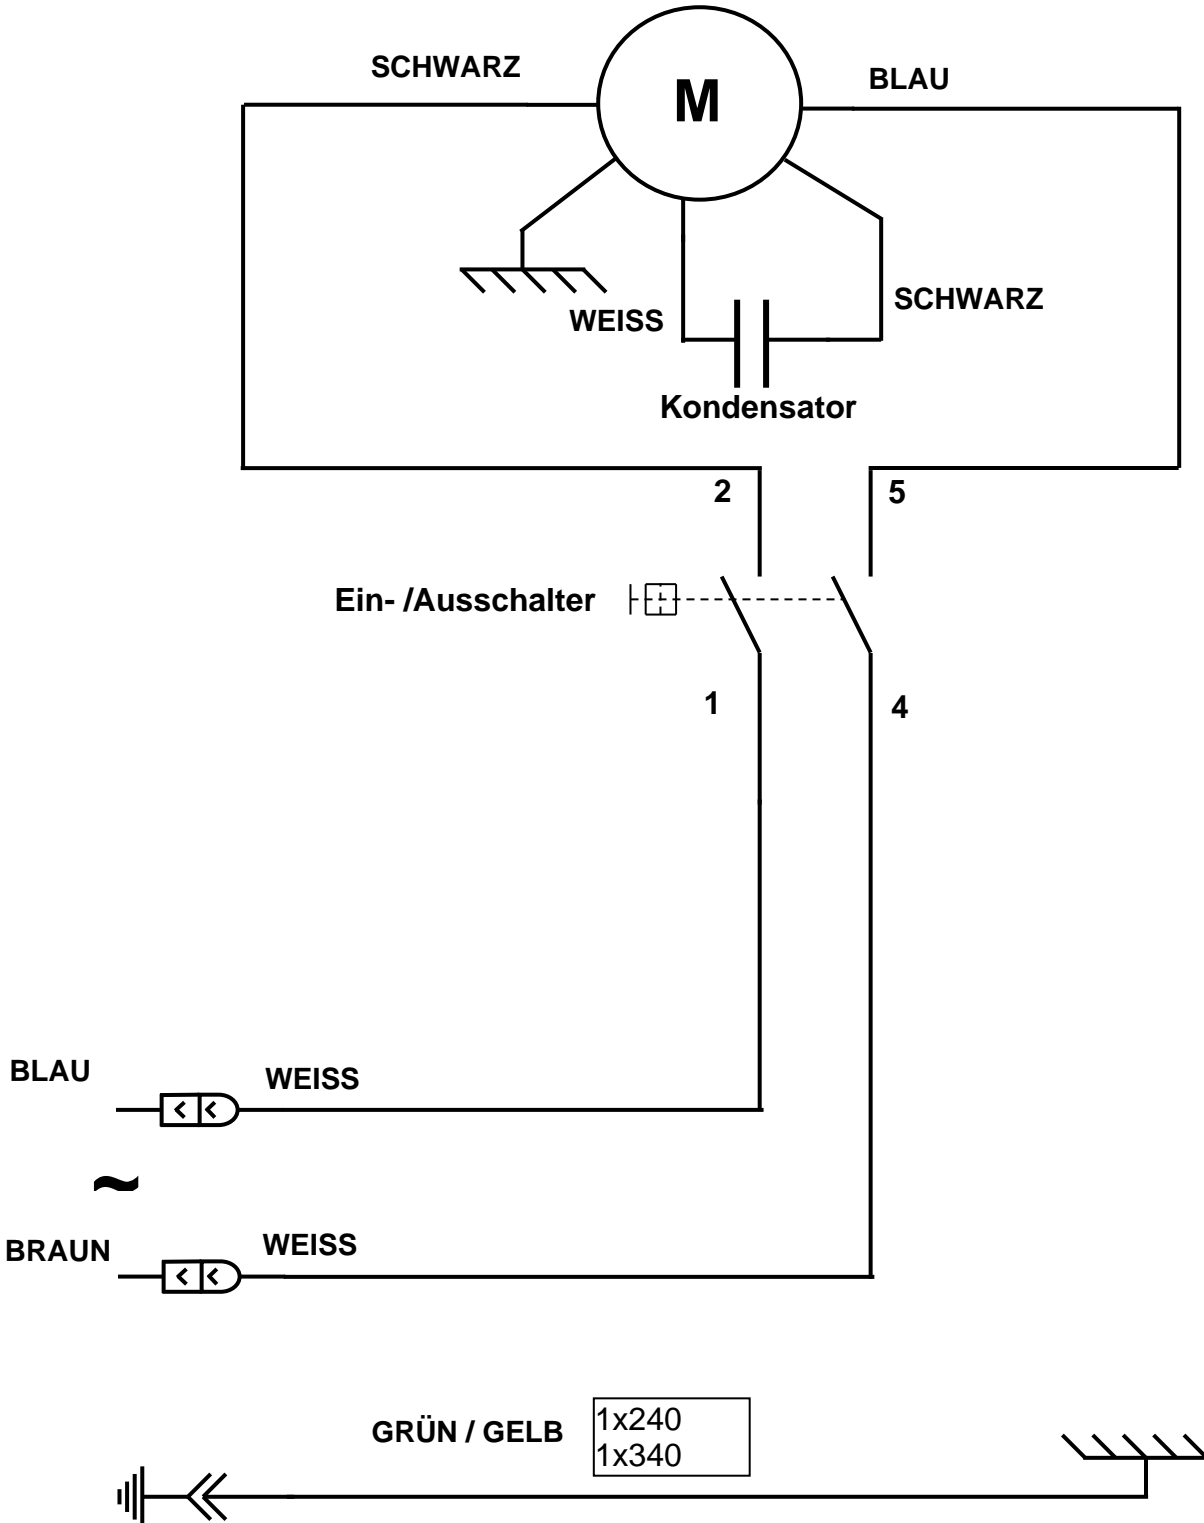 SCHWARZ
M
BLAU
WEISS
SCHWARZ
Kondensator
2
5
Ein- /Ausschalter
1
4
BLAU
WEISS
~
BRAUN
WEISS
GRÜN / GELB
1x240
1x340